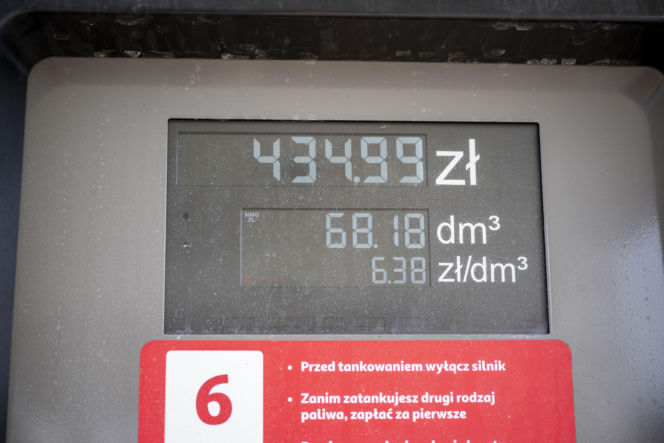 434.99 zł
68.18 dm³
6.38 zł/dm³
6
• Przed tankowaniem wyłącz silnik
• Zanim zatankujesz drugi rodzaj
paliwa, zapłać za pierwsze